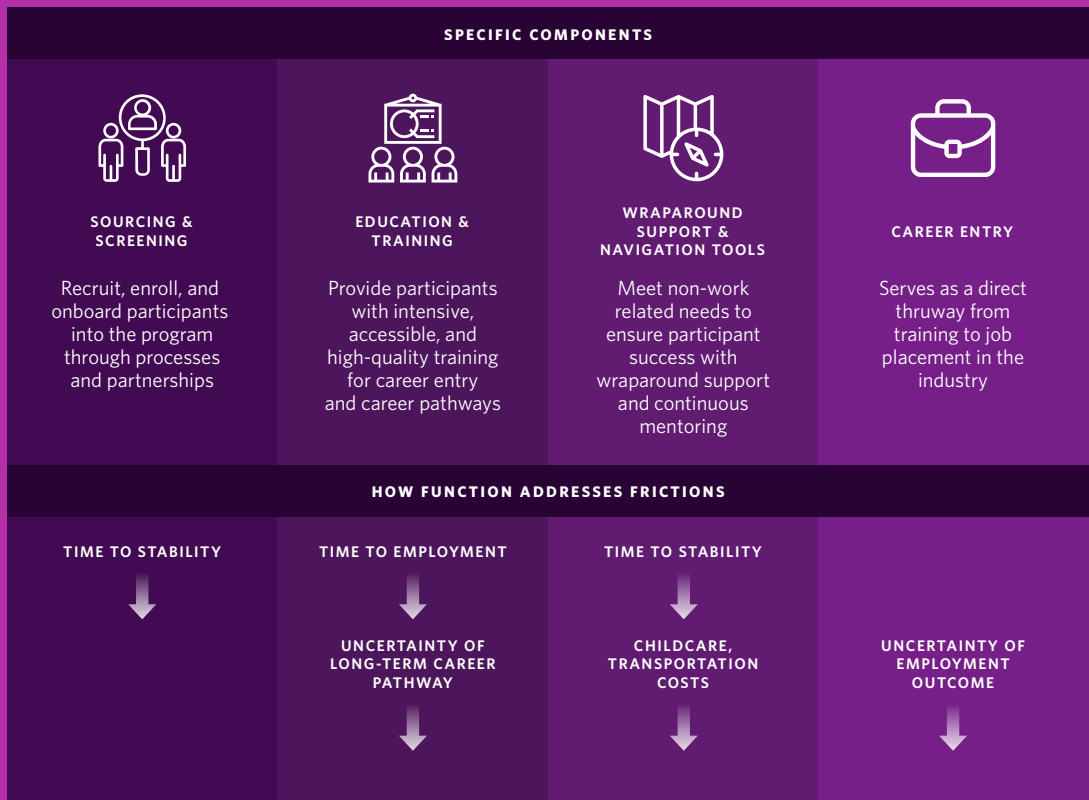 SPECIFIC COMPONENTS
SOURCING &
SCREENING
Recruit, enroll, and
onboard participants
into the program
through processes
and partnerships
EDUCATION &
TRAINING
Provide participants
with intensive,
accessible, and
high-quality training
for career entry
and career pathways
WRAPAROUND
SUPPORT &
NAVIGATION TOOLS
Meet non-work
related needs to
ensure participant
success with
wraparound support
and continuous
mentoring
CAREER ENTRY
Serves as a direct
thruway from
training to job
placement in the
industry
HOW FUNCTION ADDRESSES FRICTIONS
TIME TO STABILITY
TIME TO EMPLOYMENT
UNCERTAINTY OF
LONG-TERM CAREER
PATHWAY
TIME TO STABILITY
CHILDCARE,
TRANSPORTATION
COSTS
UNCERTAINTY OF
EMPLOYMENT
OUTCOME